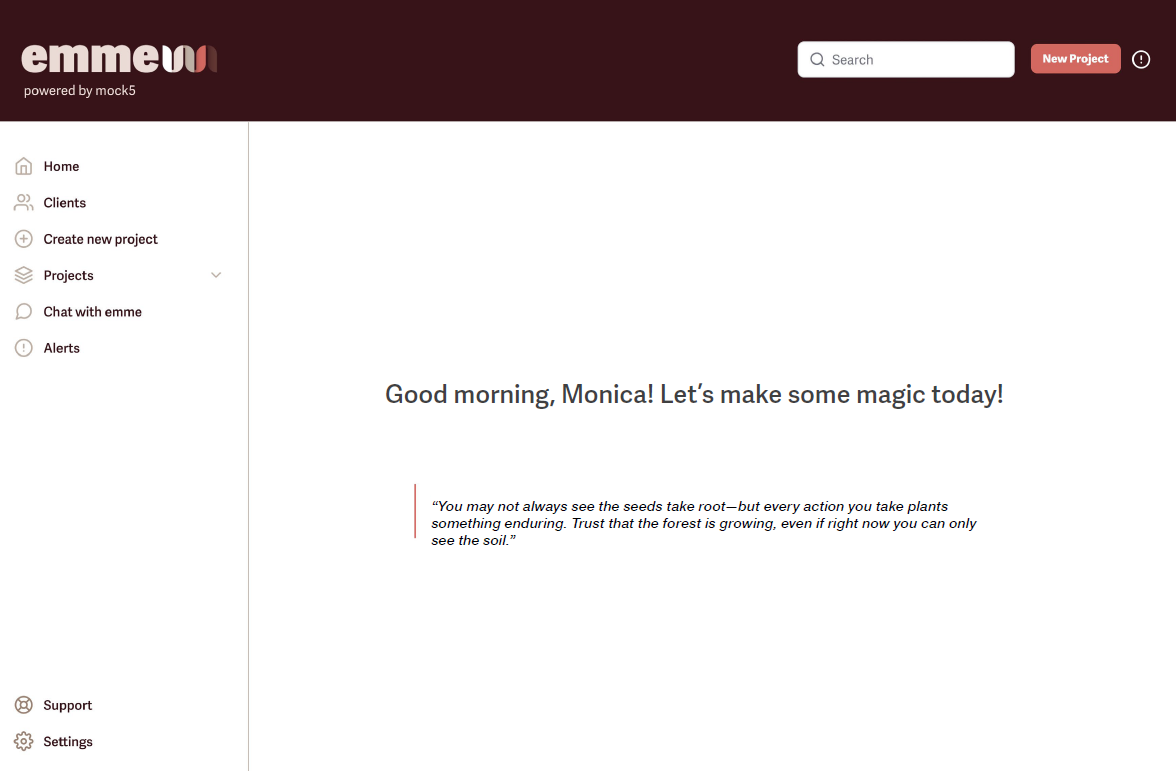 emme
powered by mock5
Search
New Project
Home
Clients
Create new project
Projects
Chat with emme
Alerts
Good morning, Monica! Let’s make some magic today!
“You may not always see the seeds take root—but every action you take plants
something enduring. Trust that the forest is growing, even if right now you can only
see the soil.”
Support
Settings